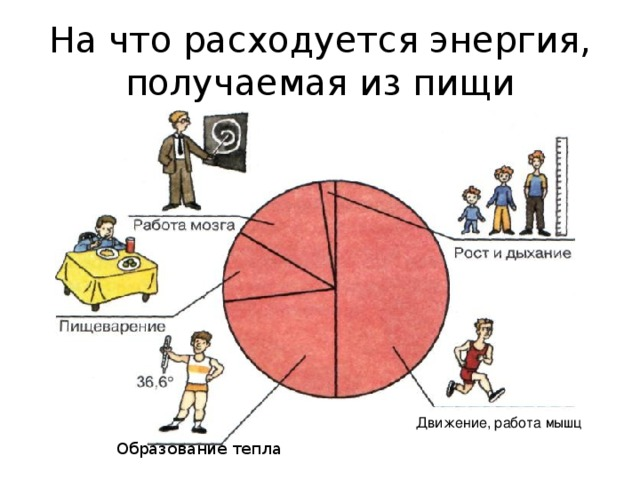 На что расходуется энергия,
получаемая из пищи
Работа мозга
Рост и дыхание
Пищеварение
36,6°
Движение, работа мышц
Образование тепла